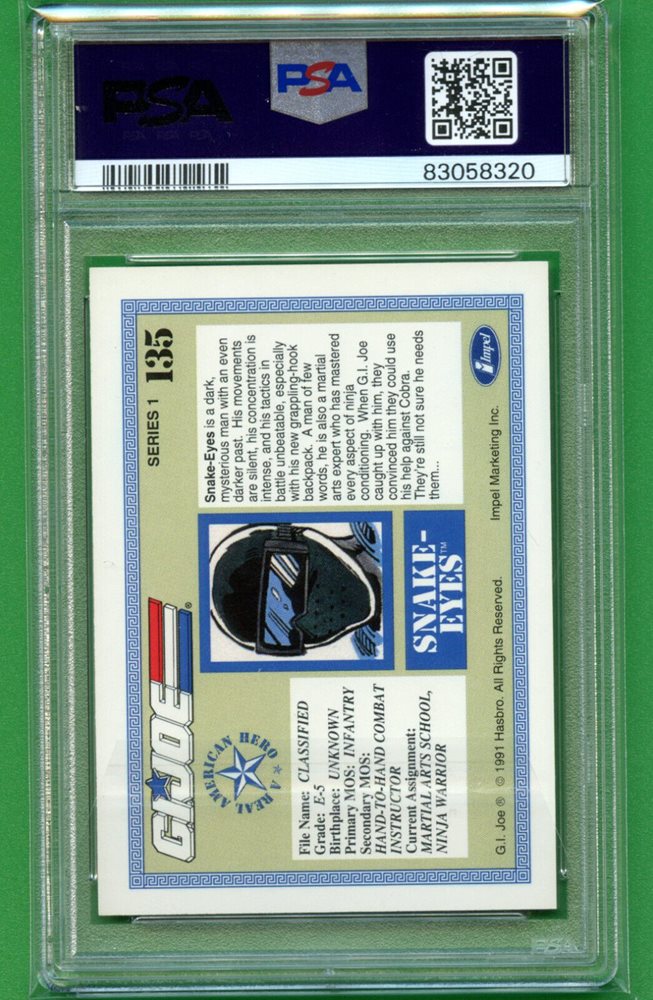 PSA
PSA
83058320
G.I. JOE®
SERIES 1 135
A REAL AMERICAN HERO
File Name: CLASSIFIED
Grade: E-5
Birthplace: UNKNOWN
Primary MOS: INFANTRY
Secondary MOS:
HAND-TO-HAND COMBAT
INSTRUCTOR
Current Assignment:
MARTIAL ARTS SCHOOL,
NINJA WARRIOR
SNAKE-
EYES™
Snake-Eyes is a dark,
mysterious man with an even
darker past. His movements
are silent, his concentration is
intense, and his tactics in
battle unbeatable, especially
with his new grappling-hook
backpack. A man of few
words, he is also a martial
arts expert who has mastered
every aspect of ninja
conditioning. When G.I. Joe
caught up with him, they
convinced him they could use
his help against Cobra.
They're still not sure he needs
them...
Impel
G.I. Joe ® © 1991 Hasbro. All Rights Reserved. Impel Marketing Inc.
PSA